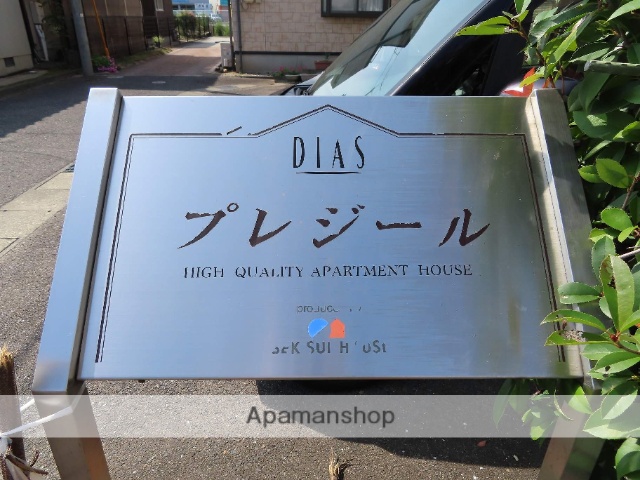 DIAS
プレジール
HIGH QUALITY APARTMENT HOUSE
Apamanshop